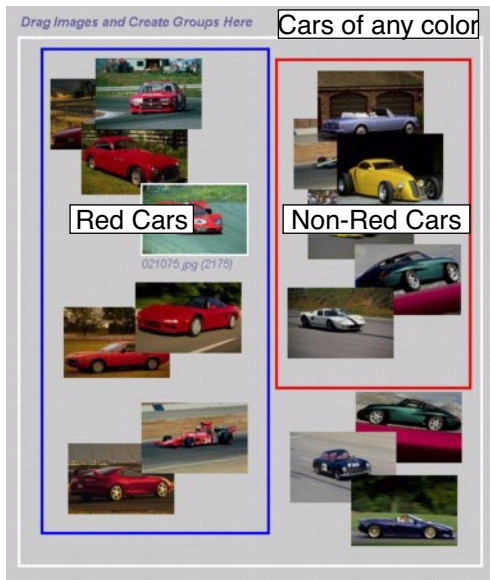 Drag Images and Create Groups Here
Cars of any color
Red Cars
Non-Red Cars
021075.jpg (2175)